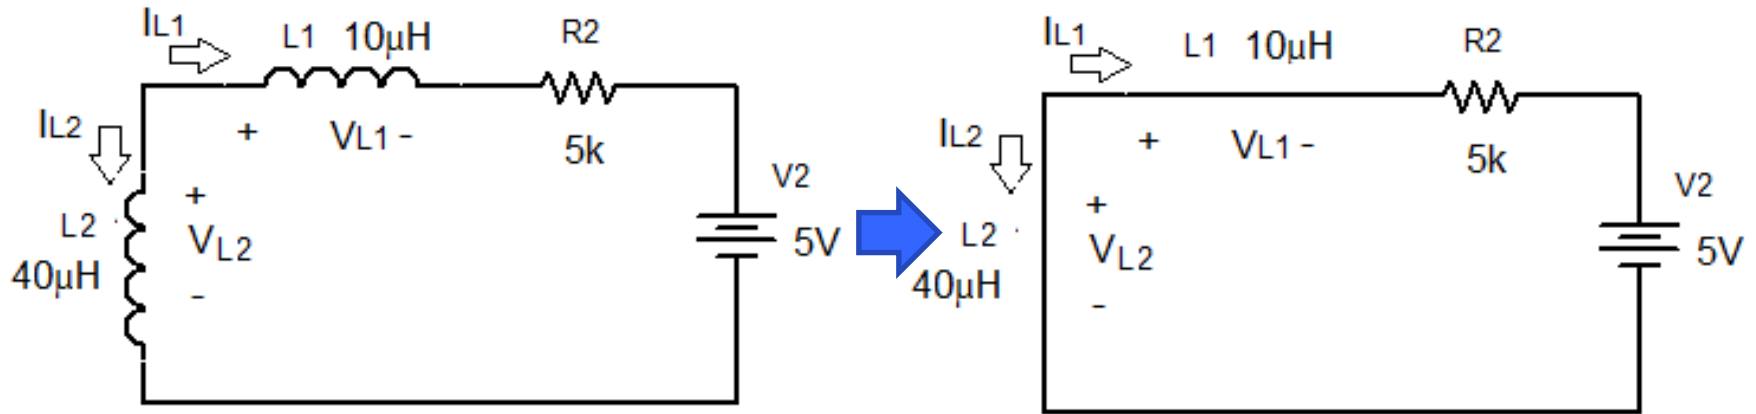 IL1
L1 10µH
R2
IL2
+ VL1 -
5k
V2
+
L2
VL2
5V
40µH
-
IL1
L1 10µH
R2
IL2
+ VL1 -
5k
V2
+
L2
VL2
5V
40µH
-